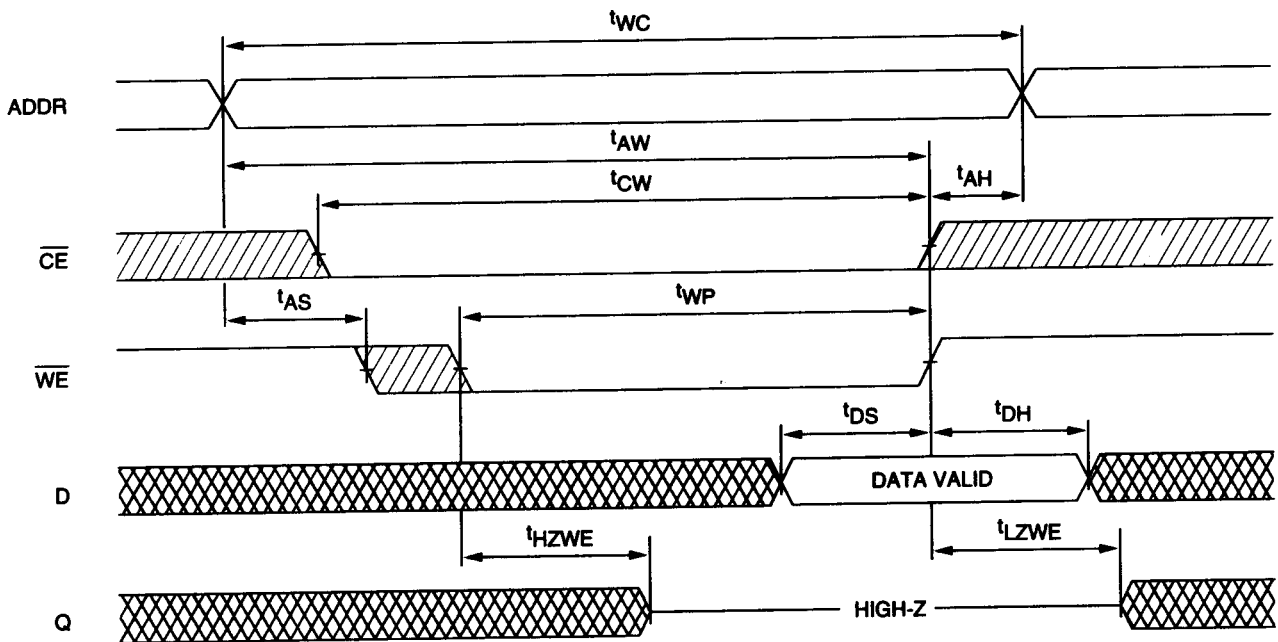 tWC
ADDR
tAW
tCW
tAH
CE
tAS
tWP
WE
tDS
tDH
D
DATA VALID
tHZWE
tLZWE
Q
HIGH-Z